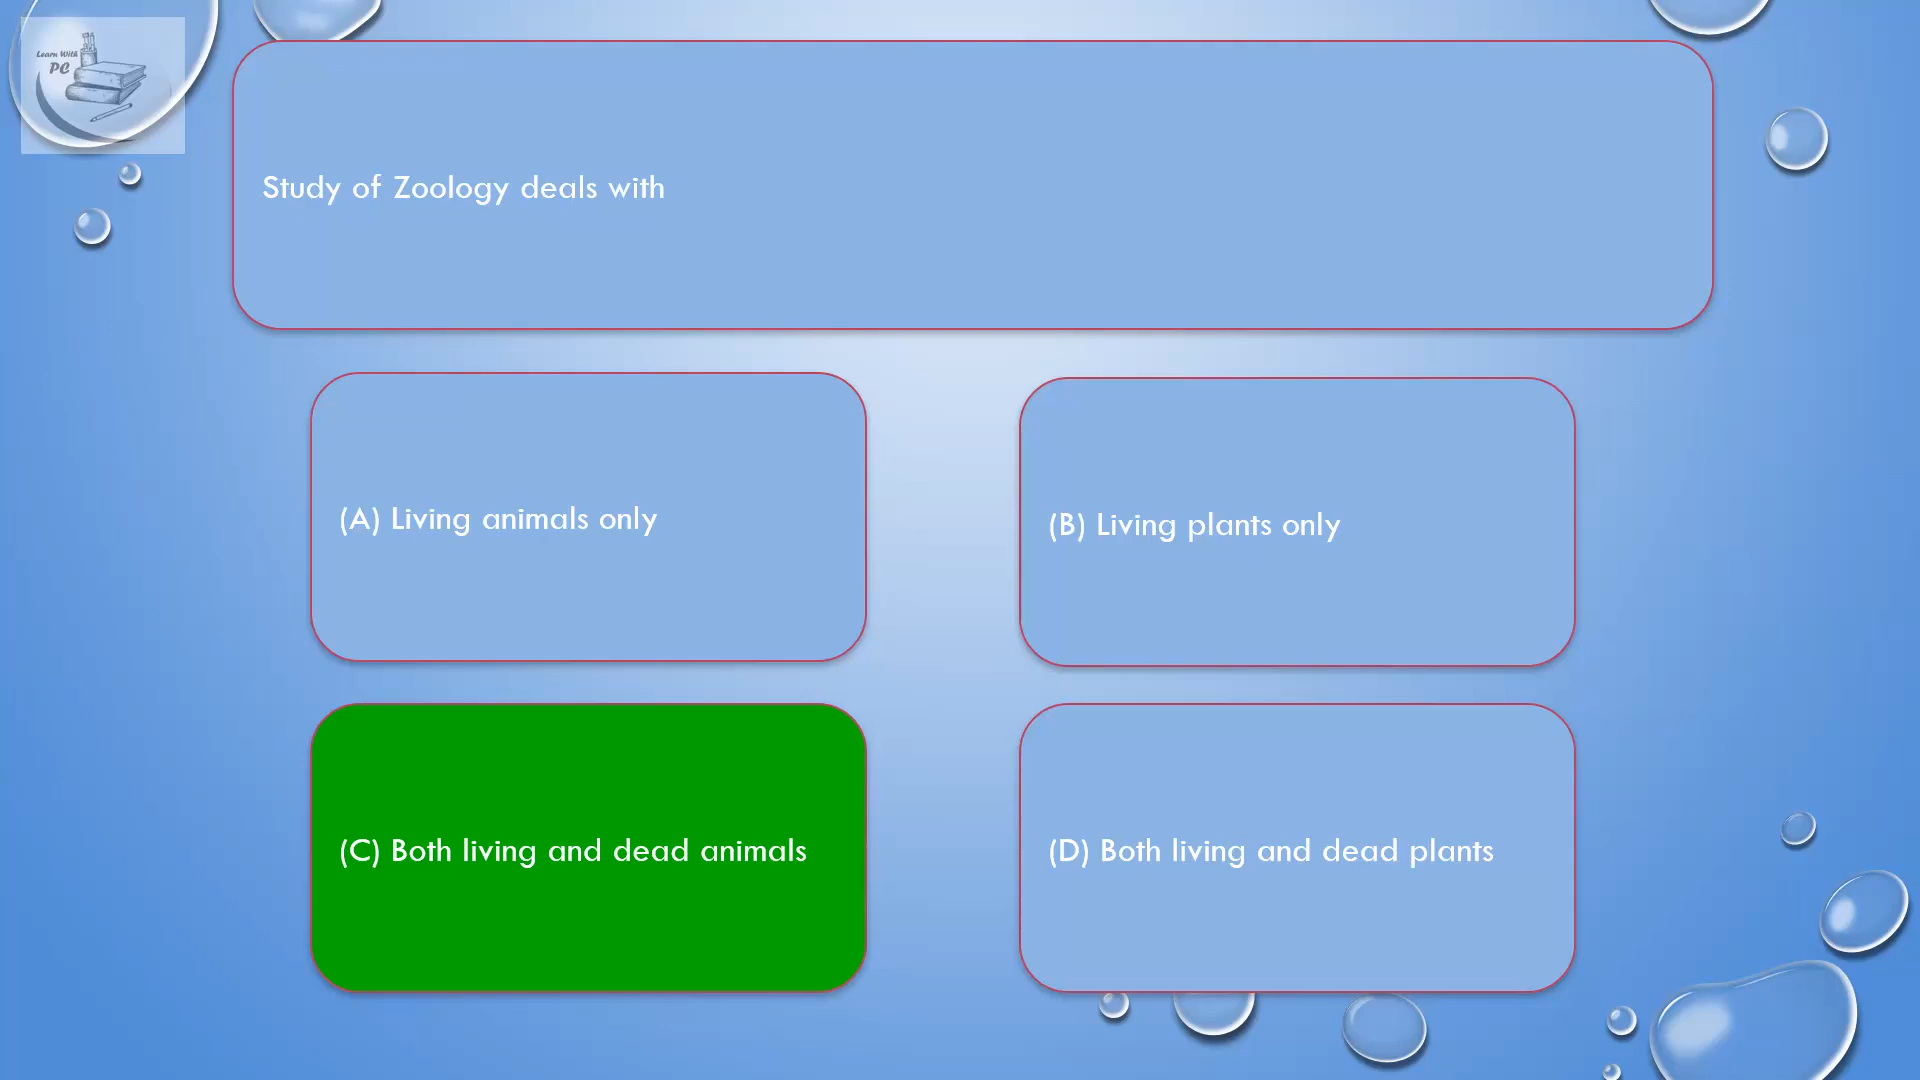 Learn With
PC
Study of Zoology deals with
(A) Living animals only
(B) Living plants only
(C) Both living and dead animals
(D) Both living and dead plants